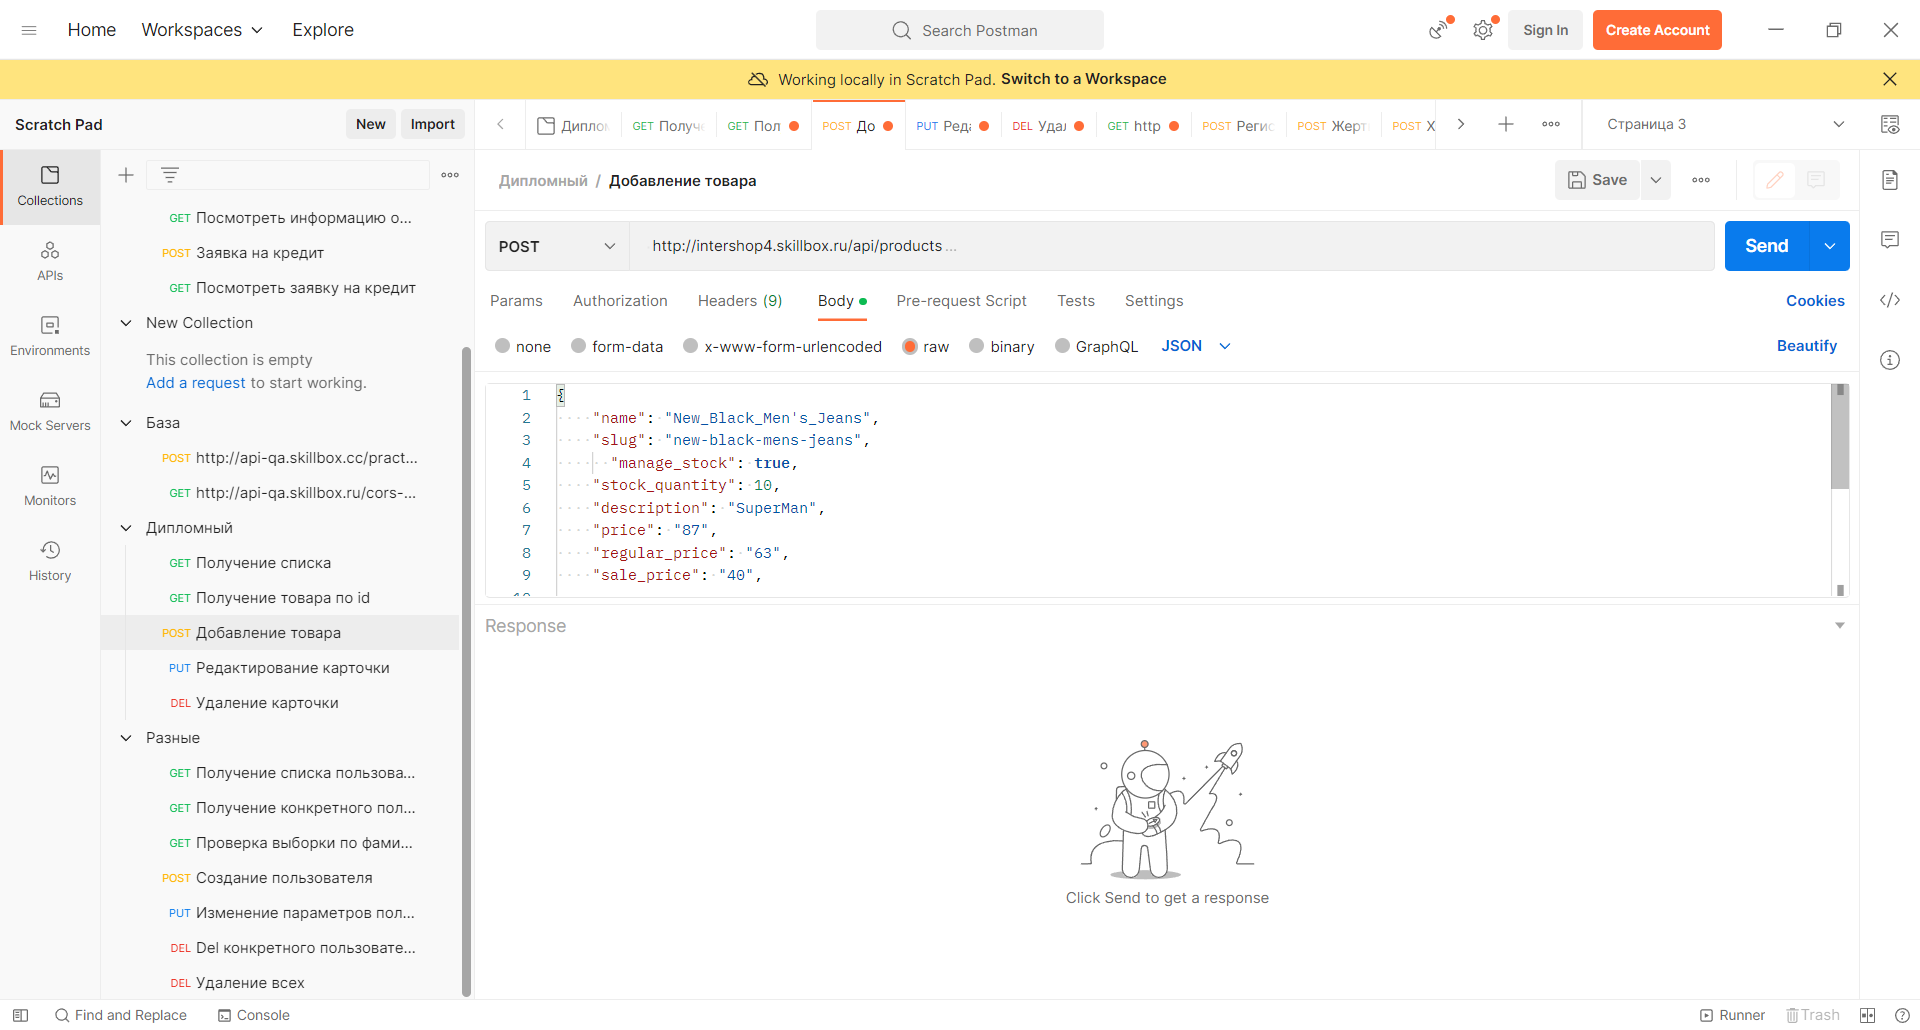 Home
Workspaces
Explore
Search Postman
Sign In
Create Account
Working locally in Scratch Pad. Switch to a Workspace
Scratch Pad
New
Import
Диплом
GET Получе
GET Пол
POST До
PUT Реда
DEL Удал
GET http
POST Регис
POST Жерт
POST Х
Страница 3
Collections
APIs
Environments
Mock Servers
Monitors
History
GET Посмотреть информацию о...
POST Заявка на кредит
GET Посмотреть заявку на кредит
New Collection
This collection is empty
Add a request to start working.
База
POST http://api-qa.skillbox.cc/pract...
GET http://api-qa.skillbox.ru/cors-...
Дипломный
GET Получение списка
GET Получение товара по id
POST Добавление товара
PUT Редактирование карточки
DEL Удаление карточки
Разные
GET Получение списка пользова...
GET Получение конкретного пол...
GET Проверка выборки по фами...
POST Создание пользователя
PUT Изменение параметров пол...
DEL Del конкретного пользовате...
DEL Удаление всех
Дипломный / Добавление товара
Save
POST
http://intershop4.skillbox.ru/api/products ...
Send
Params
Authorization
Headers (9)
Body
Pre-request Script
Tests
Settings
Cookies
none
form-data
x-www-form-urlencoded
raw
binary
GraphQL
JSON
Beautify
1 {
2 "name": "New_Black_Men's_Jeans",
3 "slug": "new-black-mens-jeans",
4 "manage_stock": true,
5 "stock_quantity": 10,
6 "description": "SuperMan",
7 "price": "87",
8 "regular_price": "63",
9 "sale_price": "40",
10
Response
Click Send to get a response
Find and Replace
Console
Runner
Trash